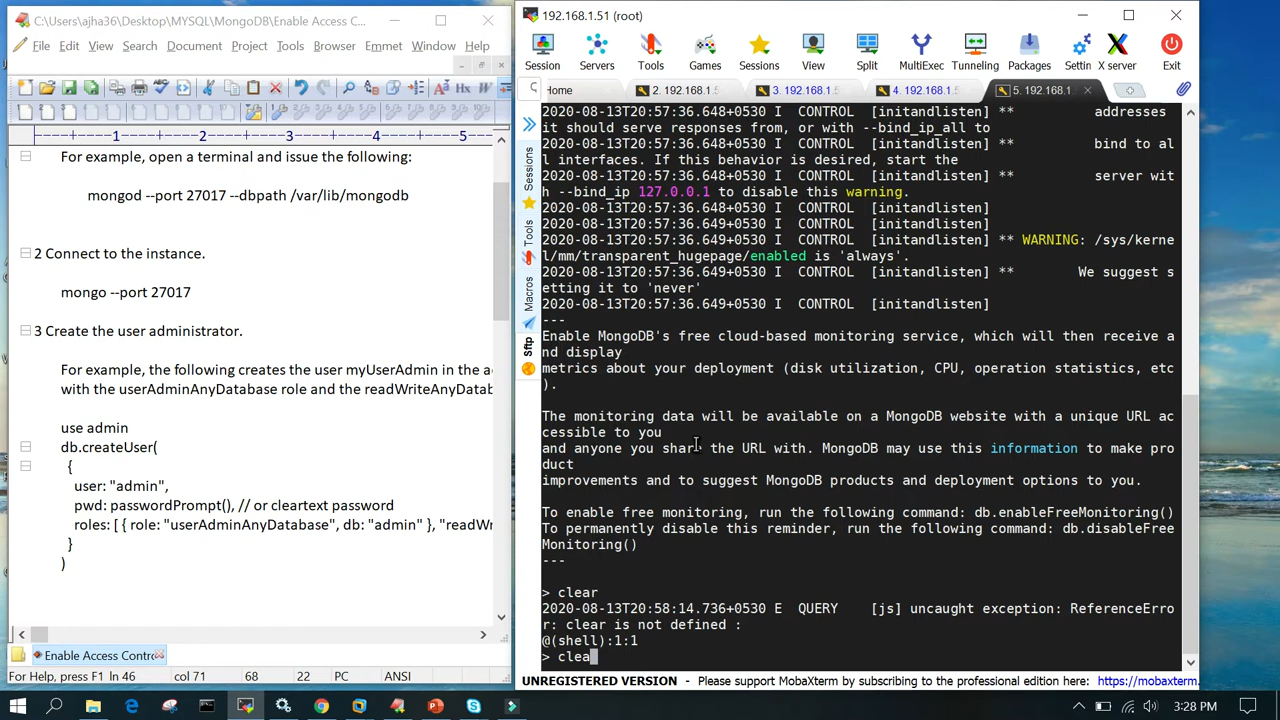 C:\Users\ajha36\Desktop\MYSQL\MongoDB\Enable Access C...
File Edit View Search Document Project Tools Browser Emmet Window Help
1 2 3 4 5
For example, open a terminal and issue the following:
mongod --port 27017 --dbpath /var/lib/mongodb
2 Connect to the instance.
mongo --port 27017
3 Create the user administrator.
For example, the following creates the user myUserAdmin in the a
with the userAdminAnyDatabase role and the readWriteAnyDatab
use admin
db.createUser(
{
user: "admin",
pwd: passwordPrompt(), // or cleartext password
roles: [ { role: "userAdminAnyDatabase", db: "admin" }, "readWr
}
)
Enable Access Contro
For Help, press F1 Ln 46 col 71 68 22 PC
192.168.1.51 (root)
Session Servers Tools Games Sessions View Split MultiExec Tunneling Packages Settin X server Exit
Home 2. 192.168.1.5 3. 192.168.1.5 4. 192.168.1.5 5. 192.168.1
Sessions
Tools
Macros
Sftp
2020-08-13T20:57:36.648+0530 I CONTROL [initandlisten] ** addresses
it should serve responses from, or with --bind_ip_all to
2020-08-13T20:57:36.648+0530 I CONTROL [initandlisten] ** bind to al
l interfaces. If this behavior is desired, start the
2020-08-13T20:57:36.648+0530 I CONTROL [initandlisten] ** server wit
h --bind_ip 127.0.0.1 to disable this warning.
2020-08-13T20:57:36.648+0530 I CONTROL [initandlisten]
2020-08-13T20:57:36.649+0530 I CONTROL [initandlisten]
2020-08-13T20:57:36.649+0530 I CONTROL [initandlisten] ** WARNING: /sys/kerne
l/mm/transparent_hugepage/enabled is 'always'.
2020-08-13T20:57:36.649+0530 I CONTROL [initandlisten] ** We suggest s
etting it to 'never'
2020-08-13T20:57:36.649+0530 I CONTROL [initandlisten]
---
Enable MongoDB's free cloud-based monitoring service, which will then receive a
nd display
metrics about your deployment (disk utilization, CPU, operation statistics, etc
).
The monitoring data will be available on a MongoDB website with a unique URL ac
cessible to you
and anyone you share the URL with. MongoDB may use this information to make pro
duct
improvements and to suggest MongoDB products and deployment options to you.
To enable free monitoring, run the following command: db.enableFreeMonitoring()
To permanently disable this reminder, run the following command: db.disableFree
Monitoring()
---
> clear
2020-08-13T20:58:14.736+0530 E QUERY [js] uncaught exception: ReferenceErro
r: clear is not defined :
@(shell):1:1
> clea
UNREGISTERED VERSION - Please support MobaXterm by subscribing to the professional edition here: https://mobaxterm.
3:28 PM